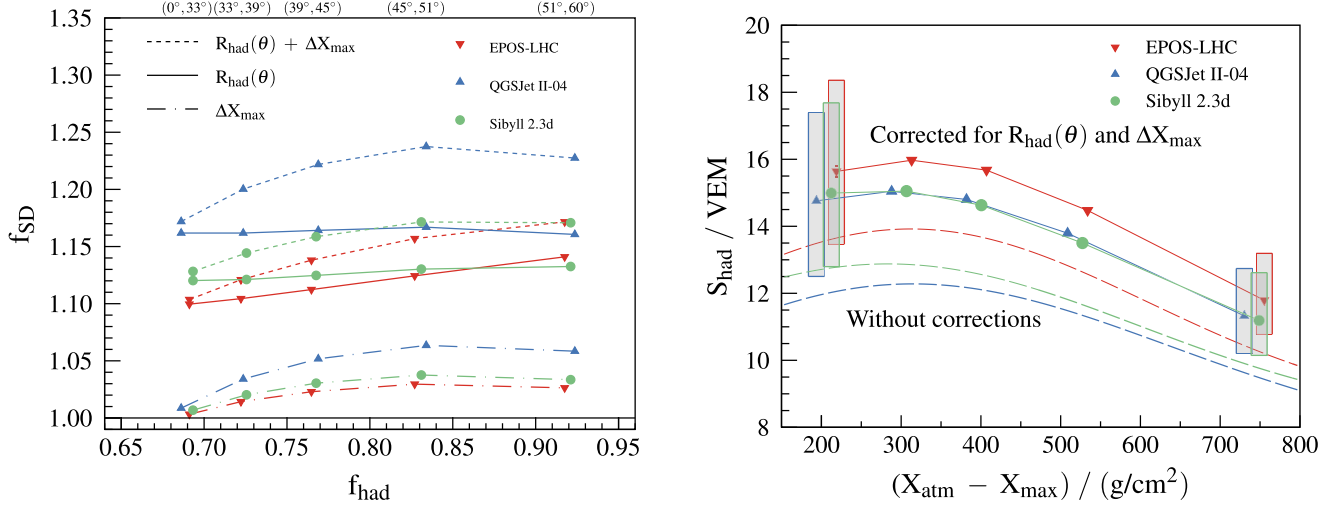 (0°,33°) (33°,39°) (39°,45°) (45°,51°) (51°,60°)
1.35
1.30
1.25
1.20
1.15
1.10
1.05
1.00
f_SD
R_had(θ) + ΔX_max
R_had(θ)
ΔX_max
EPOS-LHC
QGSJet II-04
Sibyll 2.3d
0.65 0.70 0.75 0.80 0.85 0.90 0.95
f_had
20
18
16
14
12
10
8
S_had / VEM
EPOS-LHC
QGSJet II-04
Sibyll 2.3d
Corrected for R_had(θ) and ΔX_max
Without corrections
200 300 400 500 600 700 800
(X_atm − X_max) / (g/cm²)